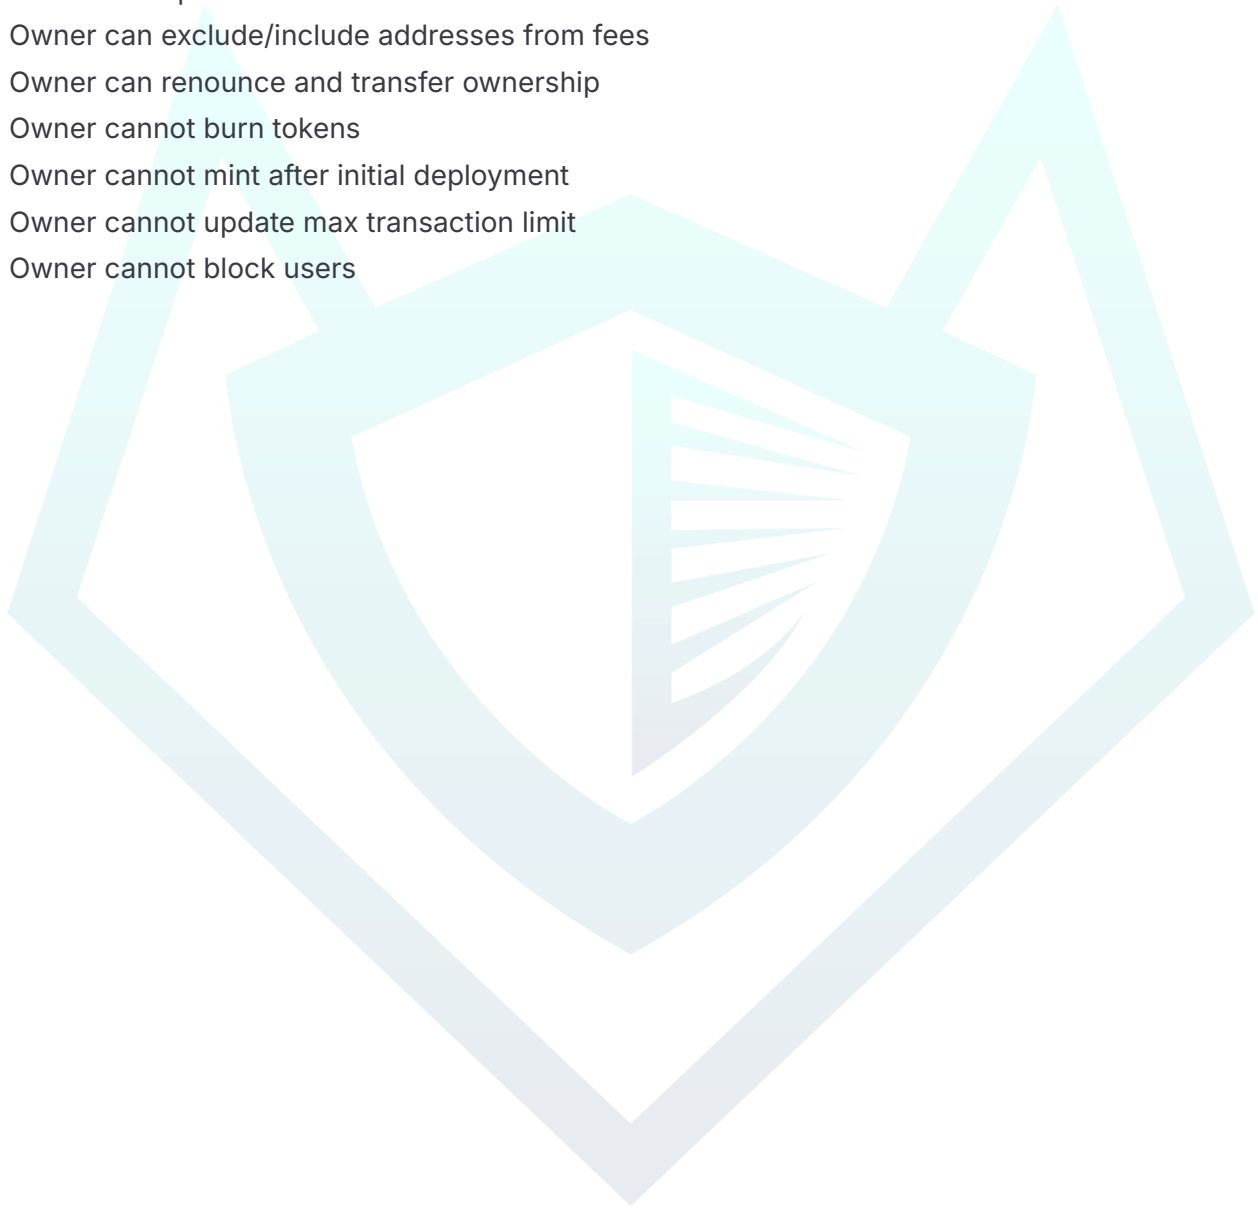 Owner can exclude/include addresses from fees
Owner can renounce and transfer ownership
Owner cannot burn tokens
Owner cannot mint after initial deployment
Owner cannot update max transaction limit
Owner cannot block users